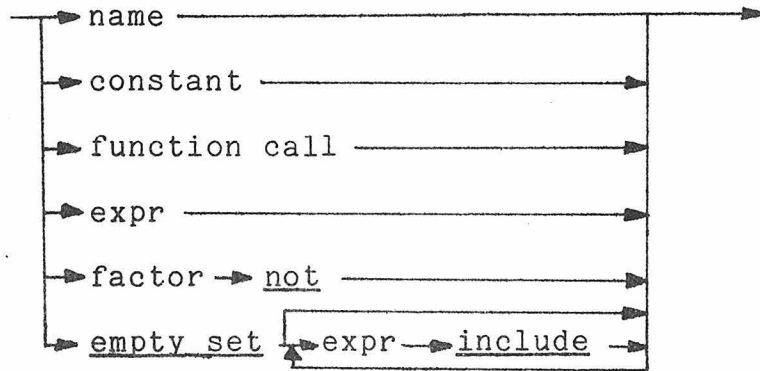 name
constant
function call
expr
factor not
empty set expr include